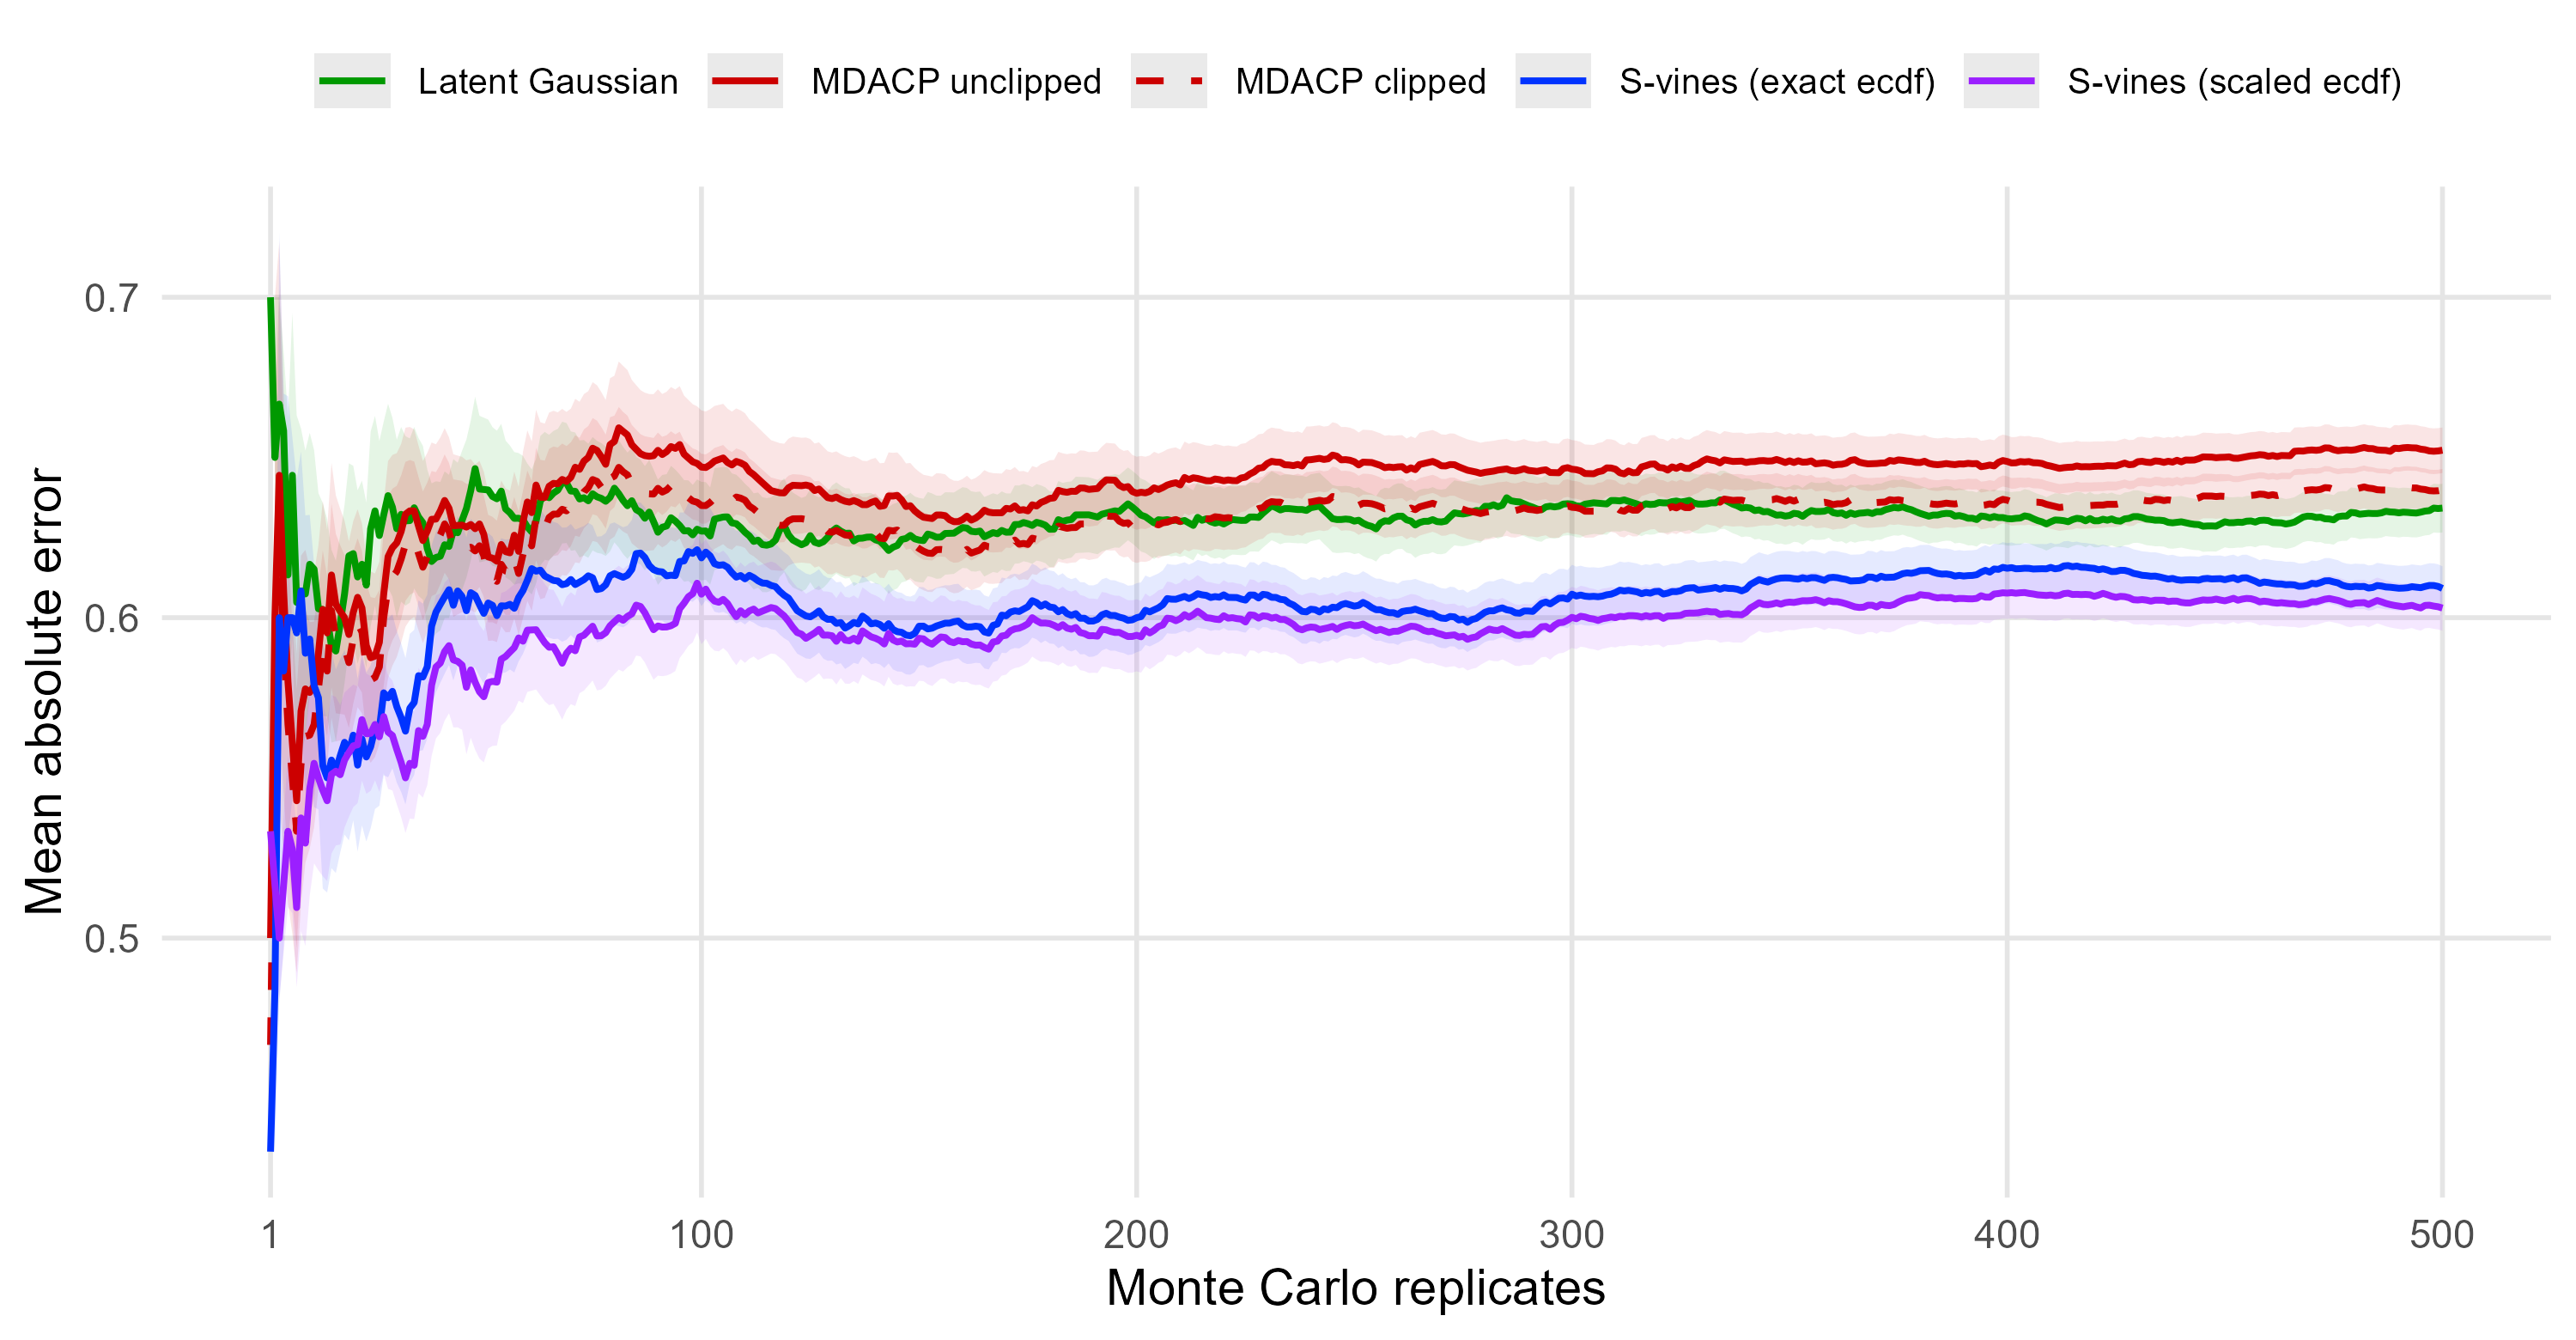 Latent Gaussian MDACP unclipped MDACP clipped S-vines (exact ecdf) S-vines (scaled ecdf)
Mean absolute error
0.7
0.6
0.5
1 100 200 300 400 500
Monte Carlo replicates